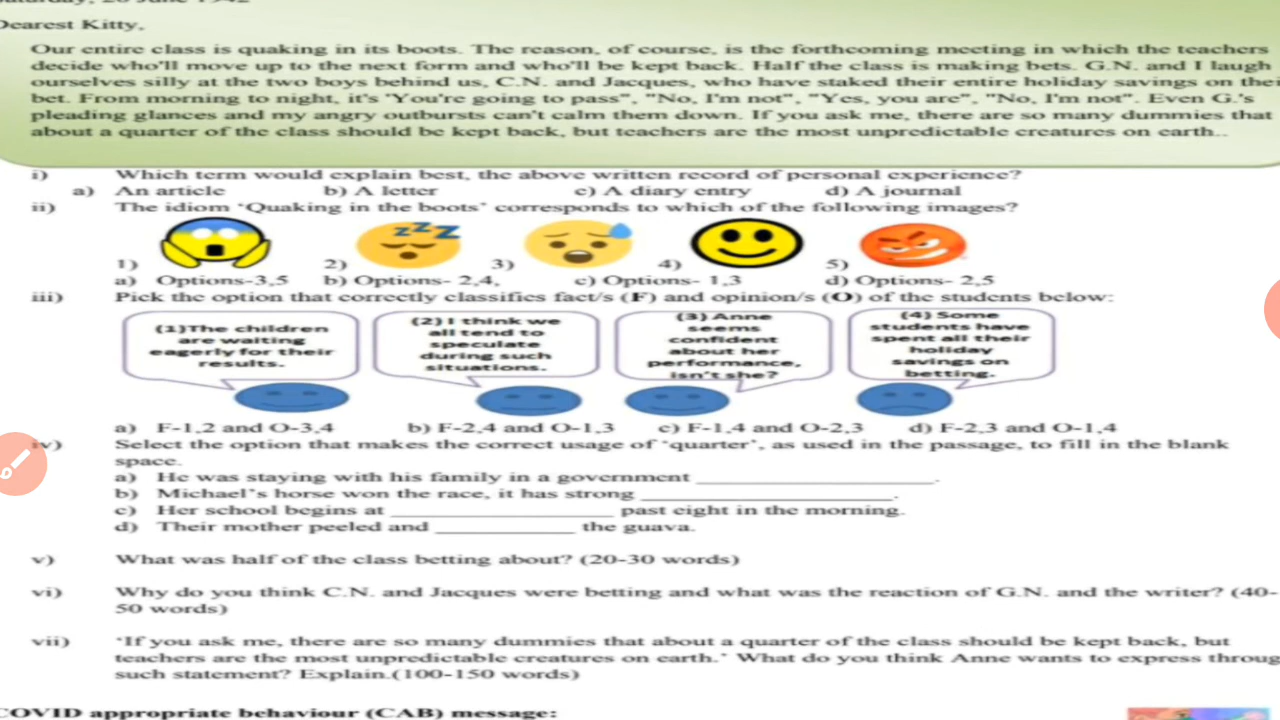 Dearest Kitty,
Our entire class is quaking in its boots. The reason, of course, is the forthcoming meeting in which the teachers
decide who'll move up to the next form and who'll be kept back. Half the class is making bets. G.N. and I laugh
ourselves silly at the two boys behind us, C.N. and Jacques, who have staked their entire holiday savings on thei
bet. From morning to night, it's 'You're going to pass", "No, I'm not", "Yes, you are", "No, I'm not". Even G.'s
pleading glances and my angry outbursts can't calm them down. If you ask me, there are so many dummies that
about a quarter of the class should be kept back, but teachers are the most unpredictable creatures on earth..
i) Which term would explain best, the above written record of personal experience?
a) An article b) A letter c) A diary entry d) A journal
ii) The idiom 'Quaking in the boots' corresponds to which of the following images?
1) 2) 3) 4) 5)
a) Options-3,5 b) Options- 2,4, c) Options- 1,3 d) Options- 2,5
iii) Pick the option that correctly classifies fact/s (F) and opinion/s (O) of the students below:
(1)The children
are waiting
eagerly for their
results.
(2) I think we
all tend to
speculate
during such
situations.
(3) Anne
seems
confident
about her
performance,
isn't she?
(4) Some
students have
spent all their
holiday
savings on
betting.
a) F-1,2 and O-3,4 b) F-2,4 and O-1,3 c) F-1,4 and O-2,3 d) F-2,3 and O-1,4
iv) Select the option that makes the correct usage of 'quarter', as used in the passage, to fill in the blank
space.
a) He was staying with his family in a government ____________.
b) Michael's horse won the race, it has strong ____________.
c) Her school begins at ____________ past eight in the morning.
d) Their mother peeled and ____________ the guava.
v) What was half of the class betting about? (20-30 words)
vi) Why do you think C.N. and Jacques were betting and what was the reaction of G.N. and the writer? (40-
50 words)
vii) 'If you ask me, there are so many dummies that about a quarter of the class should be kept back, but
teachers are the most unpredictable creatures on earth.' What do you think Anne wants to express throug
such statement? Explain.(100-150 words)
COVID appropriate behaviour (CAB) message: